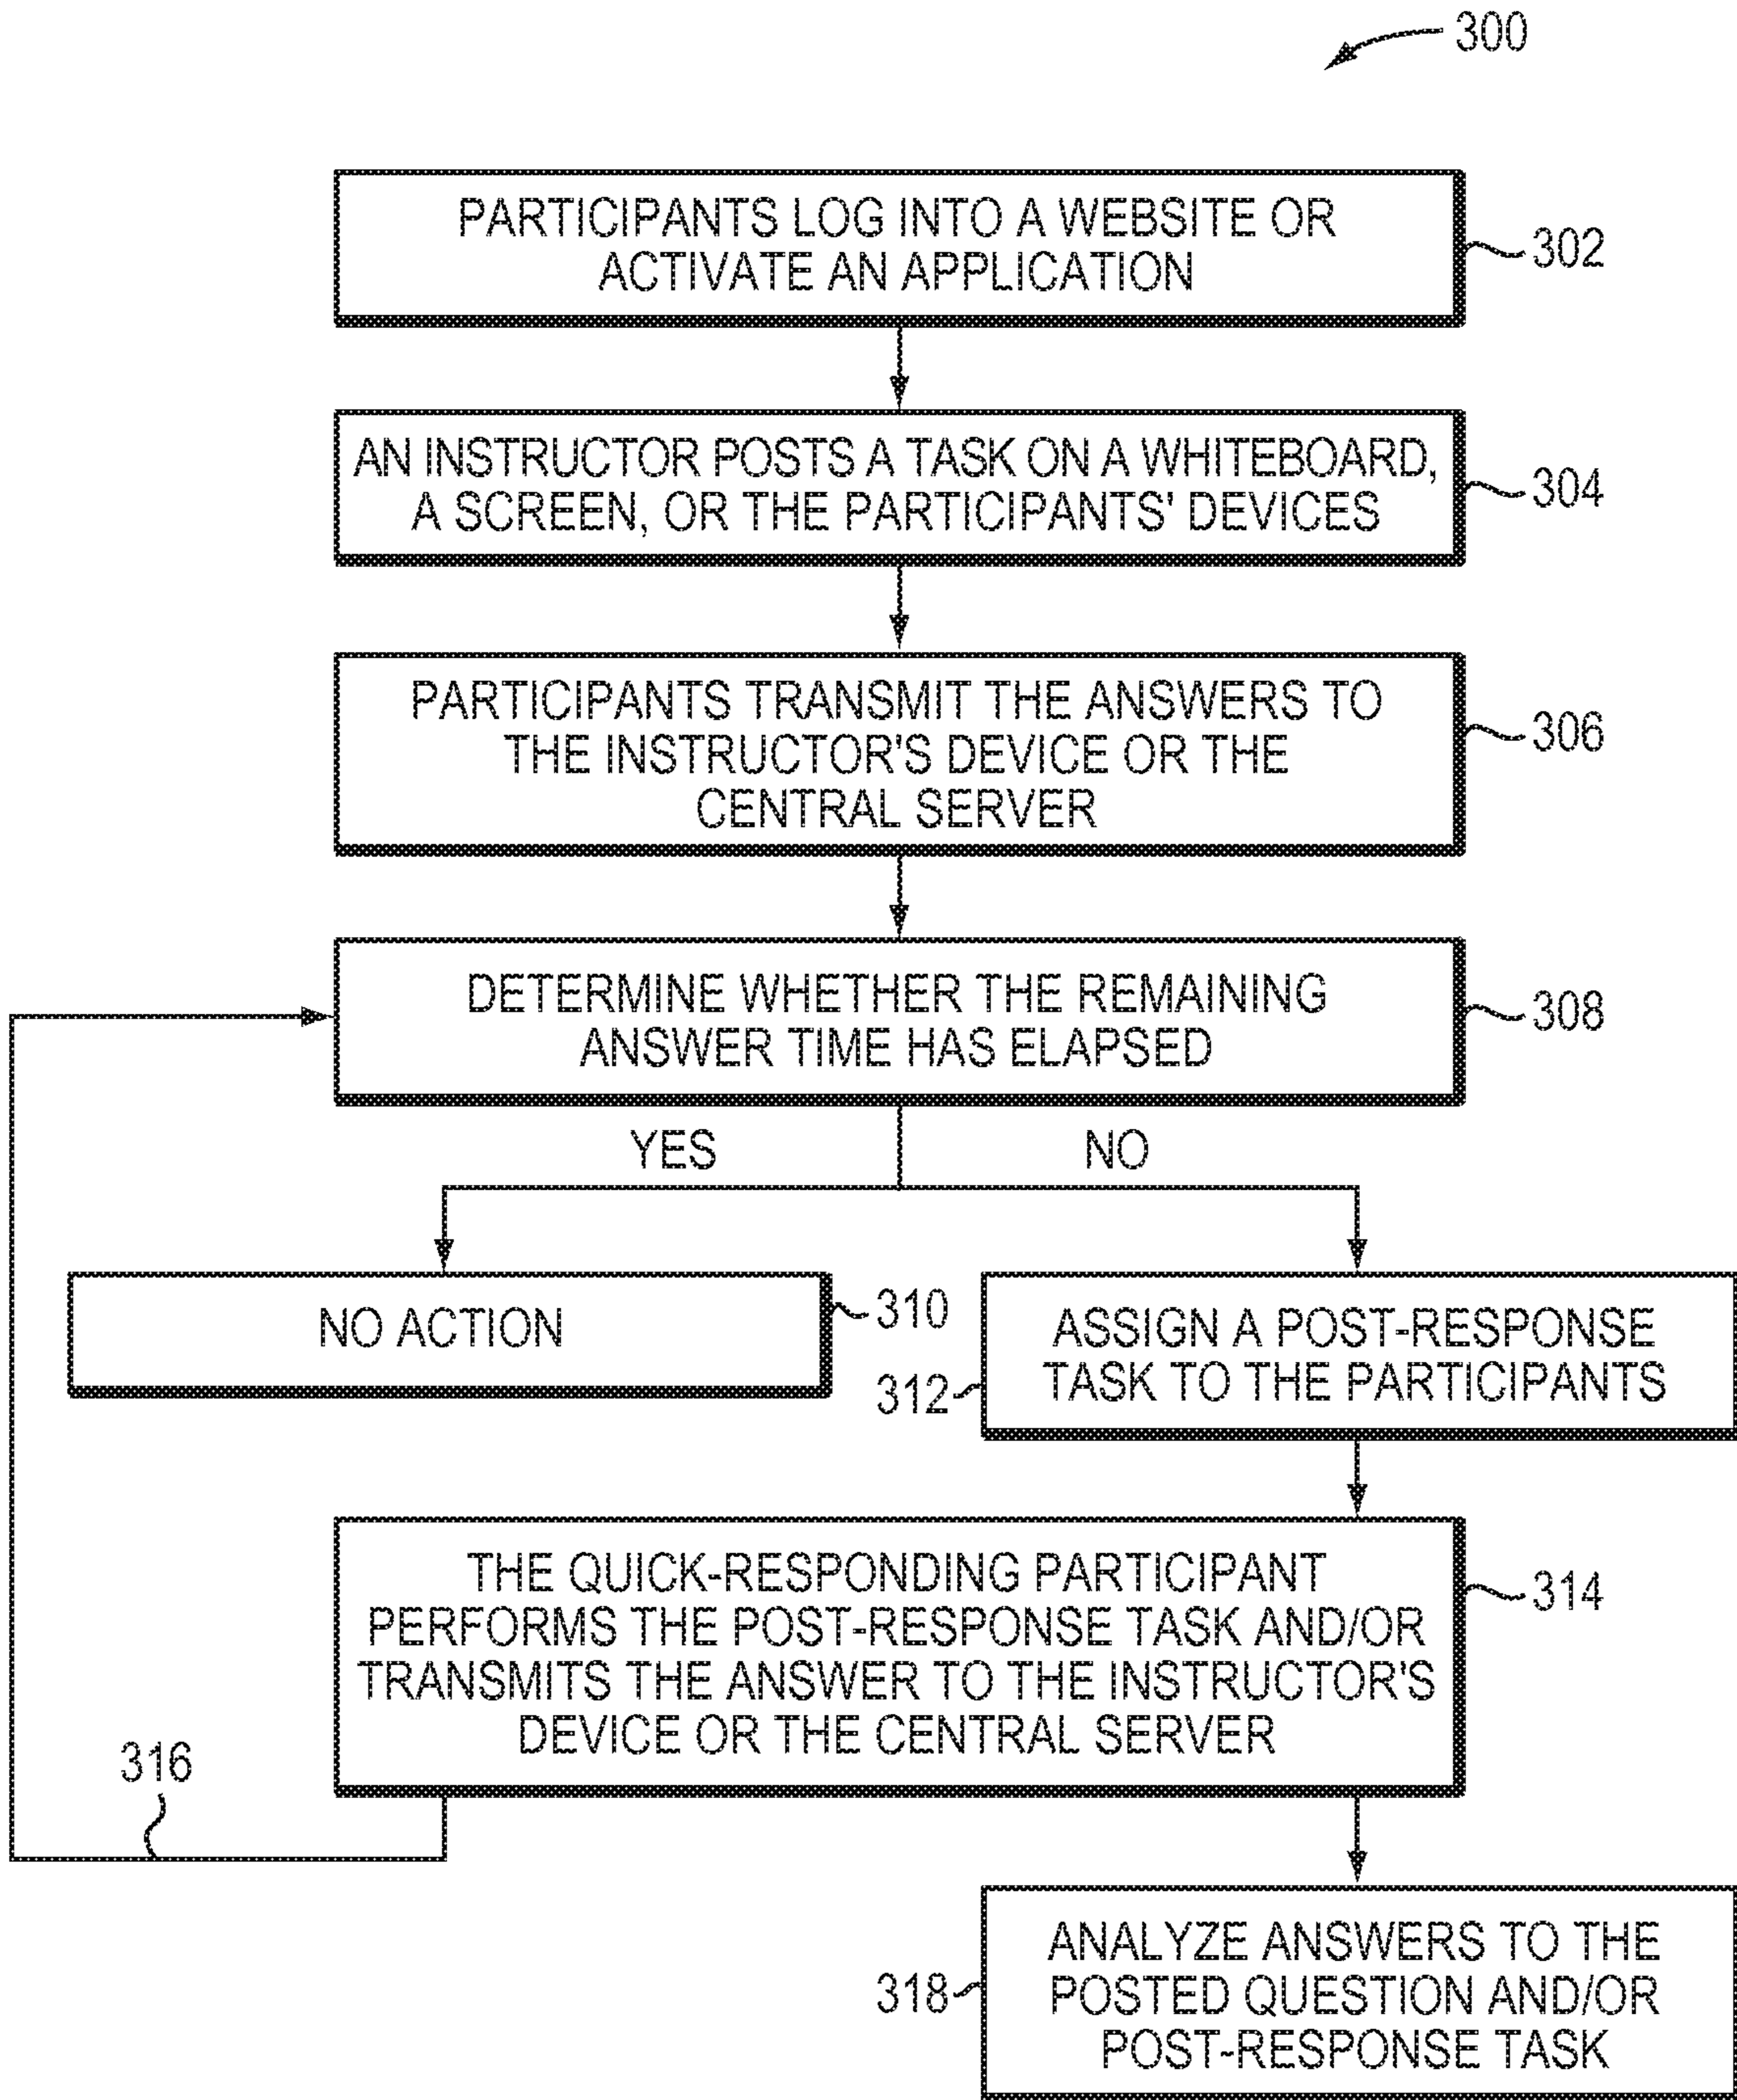 300
PARTICIPANTS LOG INTO A WEBSITE OR
ACTIVATE AN APPLICATION
302
AN INSTRUCTOR POSTS A TASK ON A WHITEBOARD,
A SCREEN, OR THE PARTICIPANTS' DEVICES
304
PARTICIPANTS TRANSMIT THE ANSWERS TO
THE INSTRUCTOR'S DEVICE OR THE
CENTRAL SERVER
306
DETERMINE WHETHER THE REMAINING
ANSWER TIME HAS ELAPSED
308
YES
NO
NO ACTION
310
ASSIGN A POST-RESPONSE
TASK TO THE PARTICIPANTS
312
THE QUICK-RESPONDING PARTICIPANT
PERFORMS THE POST-RESPONSE TASK AND/OR
TRANSMITS THE ANSWER TO THE INSTRUCTOR'S
DEVICE OR THE CENTRAL SERVER
314
316
ANALYZE ANSWERS TO THE
POSTED QUESTION AND/OR
POST-RESPONSE TASK
318